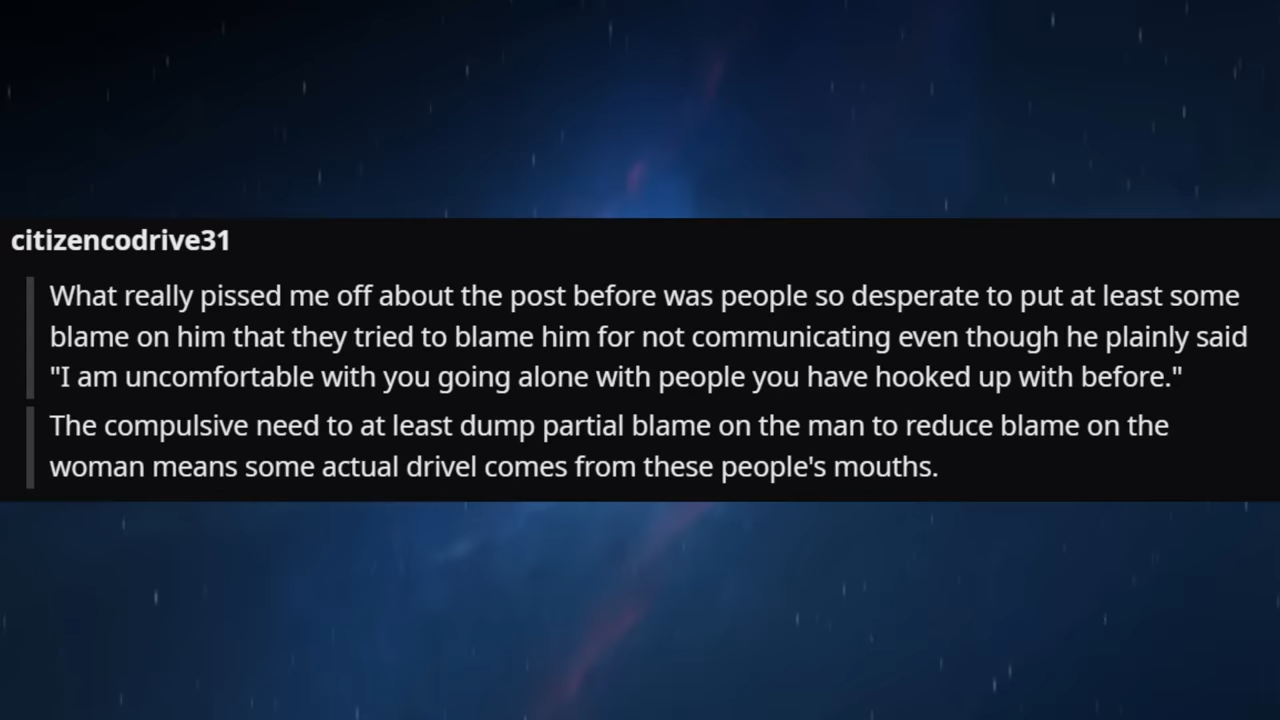 citizencodrive31
What really pissed me off about the post before was people so desperate to put at least some
blame on him that they tried to blame him for not communicating even though he plainly said
"I am uncomfortable with you going alone with people you have hooked up with before."
The compulsive need to at least dump partial blame on the man to reduce blame on the
woman means some actual drivel comes from these people's mouths.